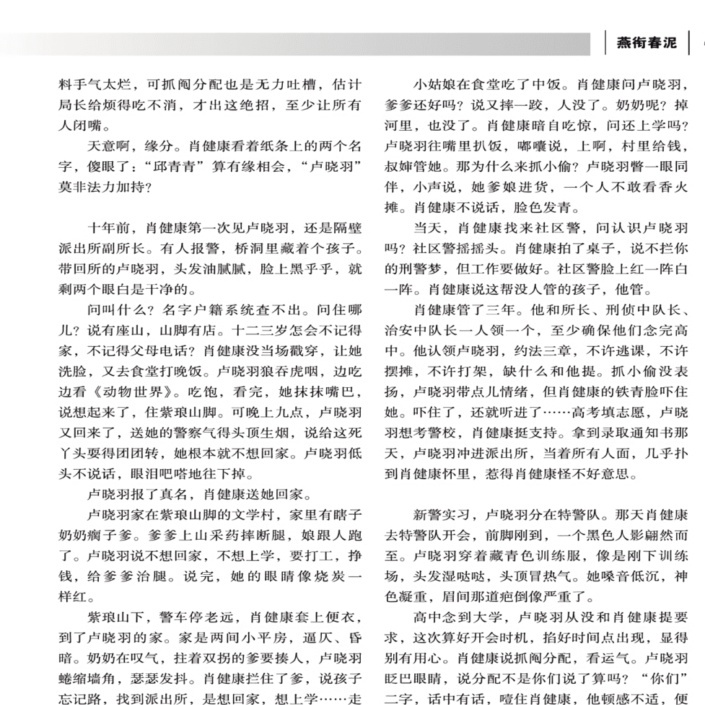 燕衔春泥
料手气太烂，可抓阄分配也是无力吐槽，估计
局长给烦得吃不消，才出这绝招，至少让所有
人闭嘴。
天意啊，缘分。肖健康看着纸条上的两个名
字，傻眼了：“邱青青”算有缘相会，“卢晓羽”
莫非法力加持？
十年前，肖健康第一次见卢晓羽，还是隔壁
派出所副所长。有人报警，桥洞里藏着个孩子。
带回所的卢晓羽，头发油腻腻，脸上黑乎乎，就
剩两个眼白是干净的。
问叫什么？名字户籍系统查不出。问住哪
儿？说有座山，山脚有店。十二三岁怎会不记得
家，不记得父母电话？肖健康没当场戳穿，让她
洗脸，又去食堂打晚饭。卢晓羽狼吞虎咽，边吃
边看《动物世界》。吃饱，看完，她抹抹嘴巴，
说想起来了，住紫琅山脚。可晚上九点，卢晓羽
又回来了，送她的警察气得头顶生烟，说给这死
丫头耍得团团转，她根本就不想回家。卢晓羽低
头不说话，眼泪吧嗒地往下掉。
卢晓羽报了真名，肖健康送她回家。
卢晓羽家在紫琅山脚的文学村，家里有瞎子
奶奶瘸子爹。爹爹上山采药摔断腿，娘跟人跑
了。卢晓羽说不想回家，不想上学，要打工，挣
钱，给爹爹治腿。说完，她的眼睛像烧炭一
样红。
紫琅山下，警车停老远，肖健康套上便衣，
到了卢晓羽的家。家是两间小平房，逼仄、昏
暗。奶奶在叹气，拄着双拐的爹要揍人，卢晓羽
蜷缩墙角，瑟瑟发抖。肖健康拦住了爹，说孩子
忘记路，找到派出所，是想回家，想上学……走
小姑娘在食堂吃了中饭。肖健康问卢晓羽，
爹爹还好吗？说又摔一跤，人没了。奶奶呢？掉
河里，也没了。肖健康暗自吃惊，问还上学吗？
卢晓羽往嘴里扒饭，嘟囔说，上啊，村里给钱，
叔婶管她。那为什么来抓小偷？卢晓羽瞥一眼同
伴，小声说，她爹娘进货，一个人不敢看香火
摊。肖健康不说话，脸色发青。
当天，肖健康找来社区警，问认识卢晓羽
吗？社区警摇摇头。肖健康拍了桌子，说不拦你
的刑警梦，但工作要做好。社区警脸上红一阵白
一阵。肖健康说这帮没人管的孩子，他管。
肖健康管了三年。他和所长、刑侦中队长、
治安中队长一人领一个，至少确保他们念完高
中。他认领卢晓羽，约法三章，不许逃课，不许
摆摊，不许打架，缺什么和他提。抓小偷没表
扬，卢晓羽带点儿情绪，但肖健康的铁青脸吓住
她。吓住了，还就听进了……高考填志愿，卢晓
羽想考警校，肖健康挺支持。拿到录取通知书那
天，卢晓羽冲进派出所，当着所有人面，几乎扑
到肖健康怀里，惹得肖健康怪不好意思。
新警实习，卢晓羽分在特警队。那天肖健康
去特警队开会，前脚刚到，一个黑色人影翩然而
至。卢晓羽穿着藏青色训练服，像是刚下训练
场，头发湿哒哒，头顶冒热气。她嗓音低沉，神
色凝重，眉间那道疤倒像严重了。
高中念到大学，卢晓羽从没和肖健康提要
求，这次算好开会时机，掐好时间点出现，显得
别有用心。肖健康说抓阄分配，看运气。卢晓羽
眨巴眼睛，说分配不是你们说了算吗？“你们”
二字，话中有话，噎住肖健康，他顿感不适，便